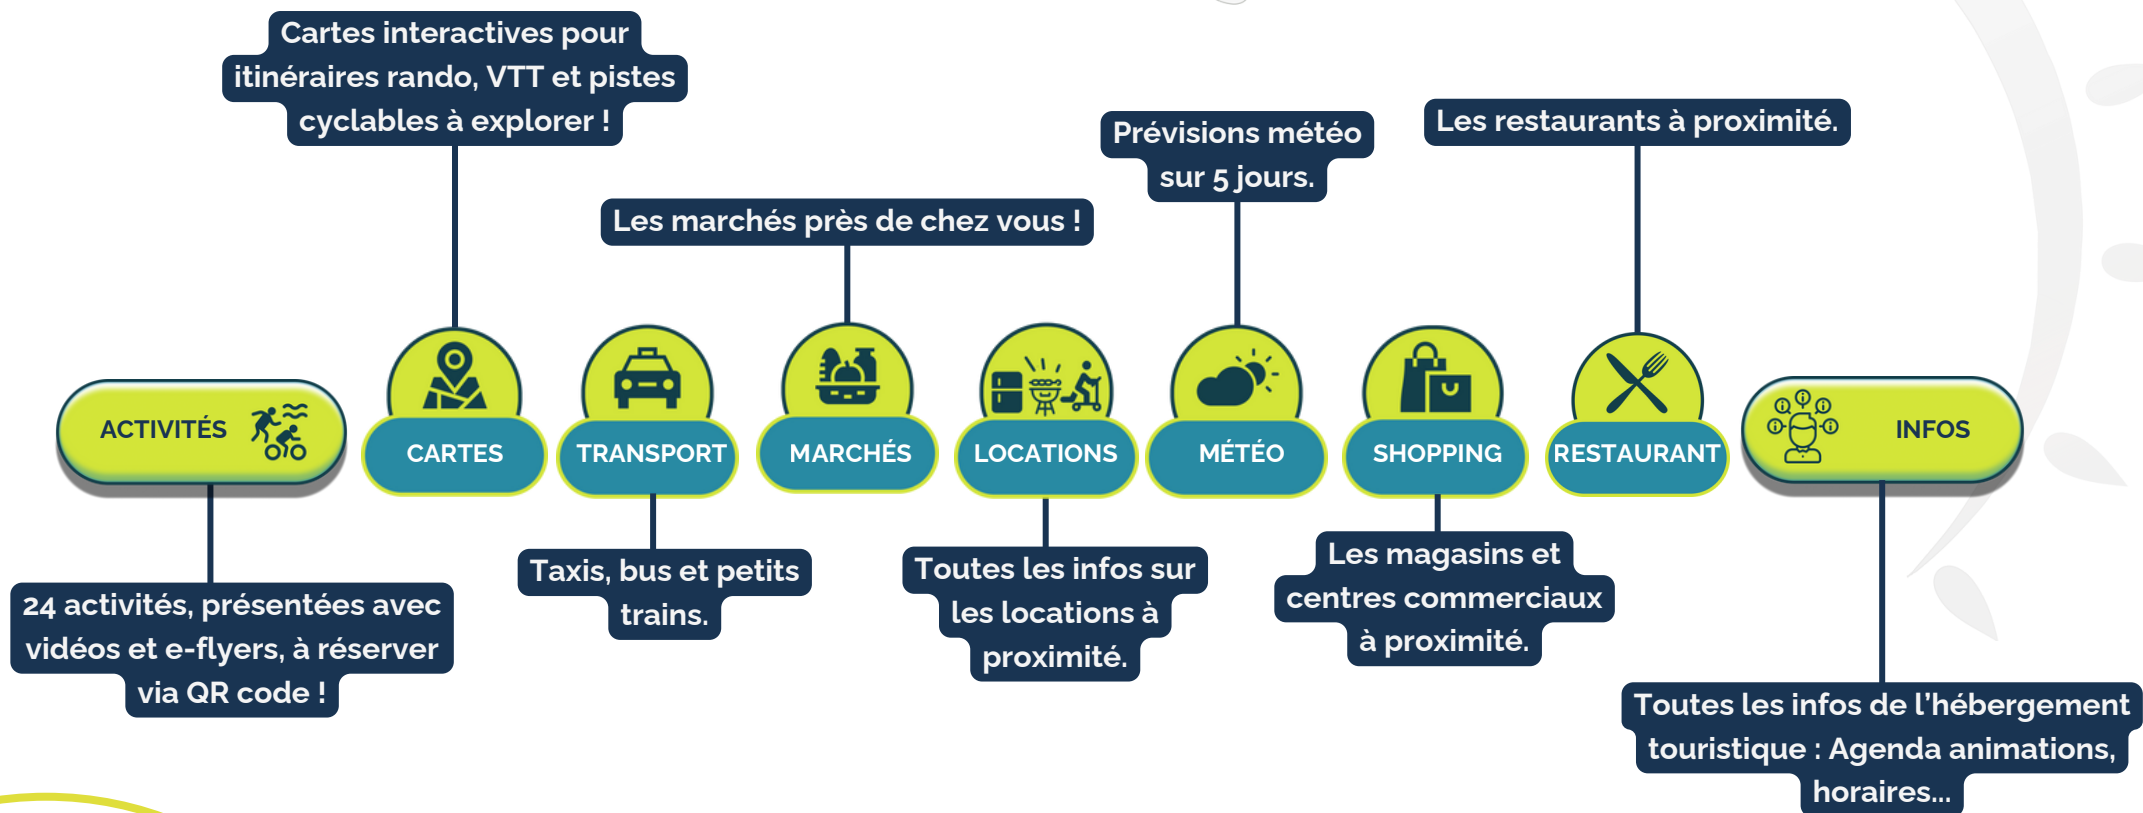 Cartes interactives pour
itinéraires rando, VTT et pistes
cyclables à explorer !
Les marchés près de chez vous !
Prévisions météo
sur 5 jours.
Les restaurants à proximité.
ACTIVITÉS
CARTES
TRANSPORT
MARCHÉS
LOCATIONS
MÉTÉO
SHOPPING
RESTAURANT
INFOS
24 activités, présentées avec
vidéos et e-flyers, à réserver
via QR code !
Taxis, bus et petits
trains.
Toutes les infos sur
les locations à
proximité.
Les magasins et
centres commerciaux
à proximité.
Toutes les infos de l’hébergement
touristique : Agenda animations,
horaires...